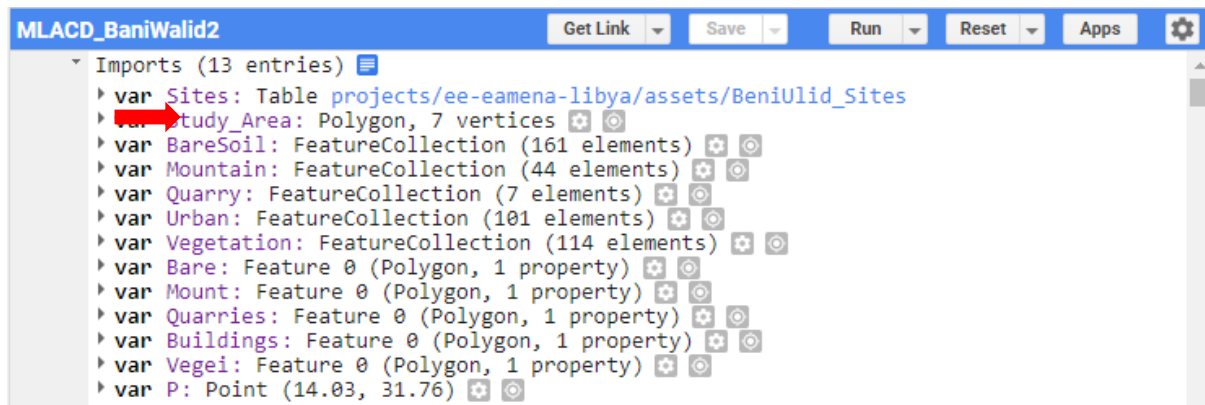 MLACD_BaniWalid2 Get Link Save Run Reset Apps
Imports (13 entries)
var Sites: Table projects/ee-eamena-libya/assets/BeniUlid_Sites
var Study_Area: Polygon, 7 vertices
var BareSoil: FeatureCollection (161 elements)
var Mountain: FeatureCollection (44 elements)
var Quarry: FeatureCollection (7 elements)
var Urban: FeatureCollection (101 elements)
var Vegetation: FeatureCollection (114 elements)
var Bare: Feature 0 (Polygon, 1 property)
var Mount: Feature 0 (Polygon, 1 property)
var Quarries: Feature 0 (Polygon, 1 property)
var Buildings: Feature 0 (Polygon, 1 property)
var Vegei: Feature 0 (Polygon, 1 property)
var P: Point (14.03, 31.76)